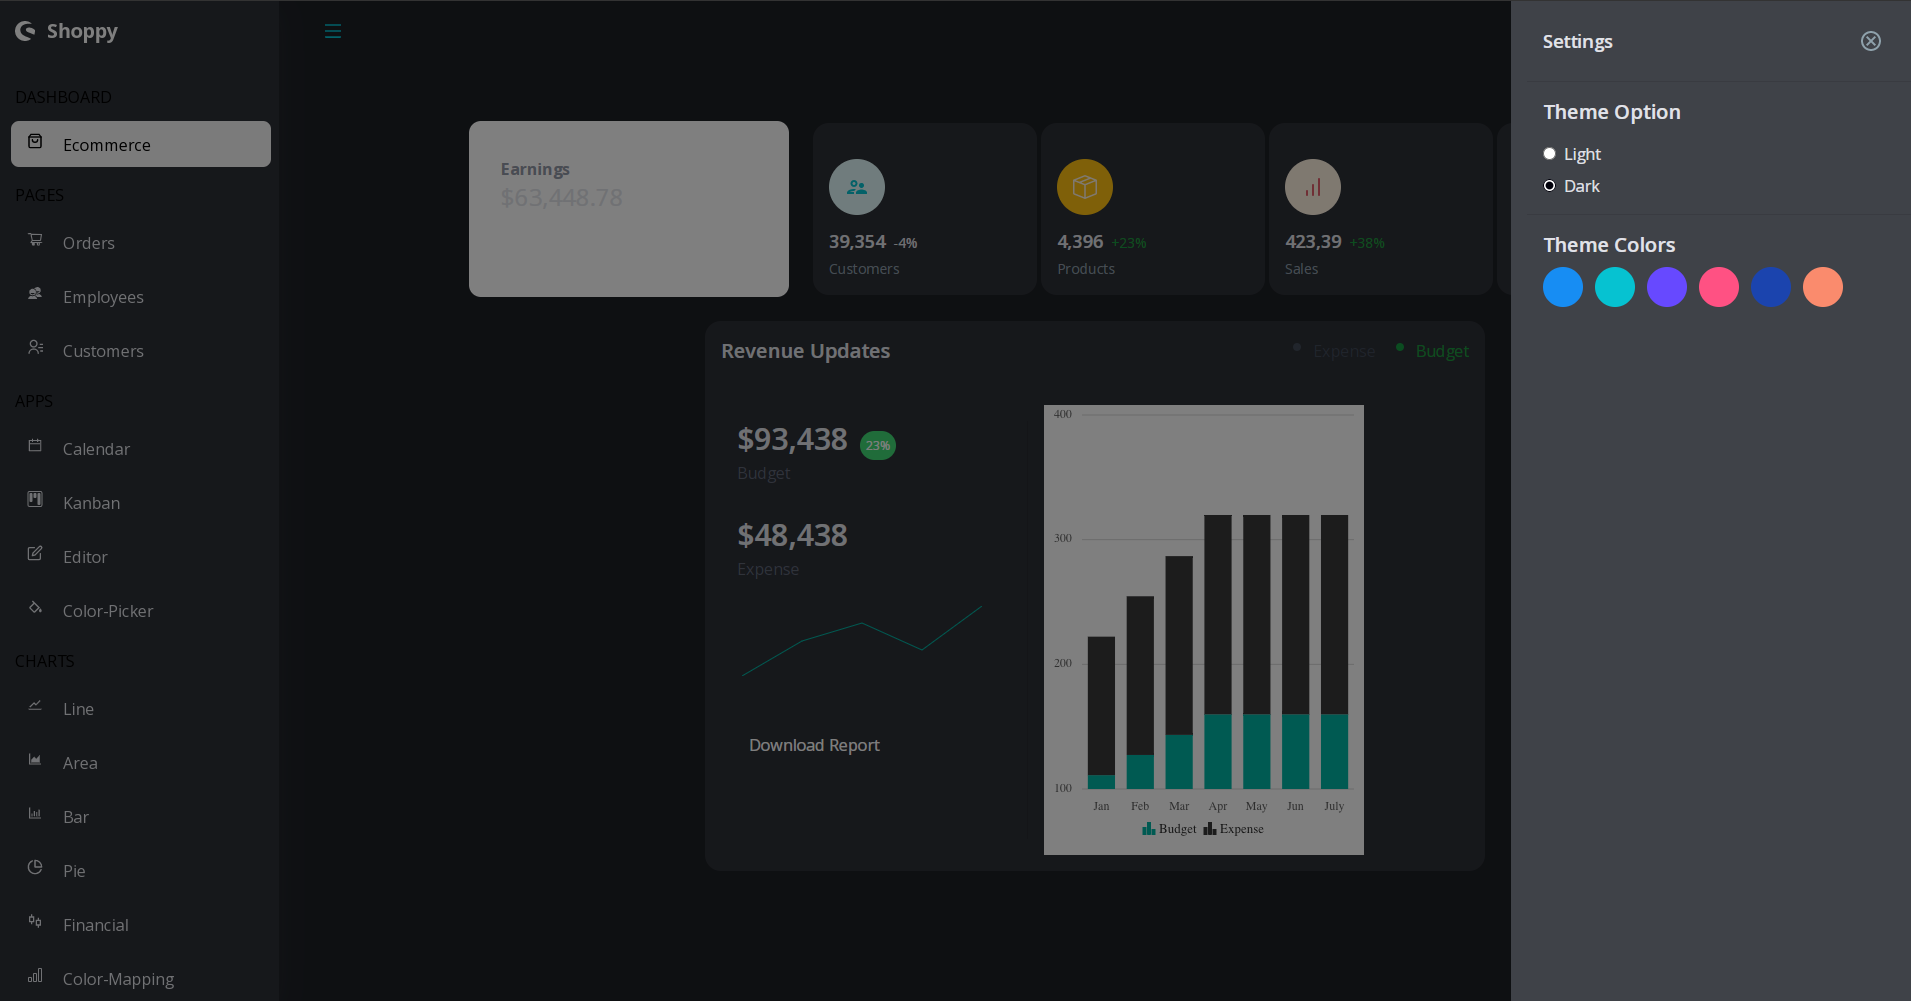 Shoppy
DASHBOARD
Ecommerce
PAGES
Orders
Employees
Customers
APPS
Calendar
Kanban
Editor
Color-Picker
CHARTS
Line
Area
Bar
Pie
Financial
Color-Mapping
Earnings
$63,448.78
39,354 -4%
Customers
4,396 +23%
Products
423,39 +38%
Sales
Revenue Updates
Expense Budget
$93,438 23%
Budget
$48,438
Expense
Download Report
400
300
200
100
Jan Feb Mar Apr May Jun July
Budget Expense
Settings
Theme Option
Light
Dark
Theme Colors